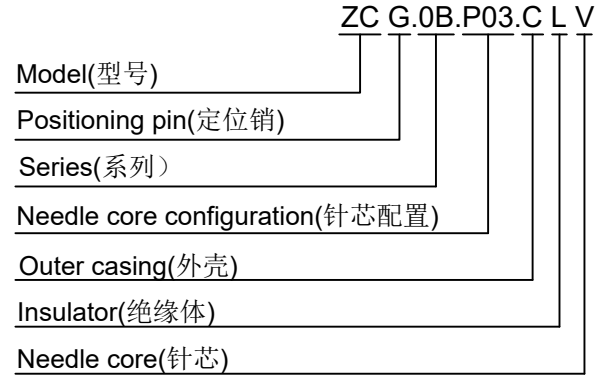 ZC G.0B.P03.C L V
Model(型号)
Positioning pin(定位销)
Series(系列）
Needle core configuration(针芯配置)
Outer casing(外壳)
Insulator(绝缘体)
Needle core(针芯)